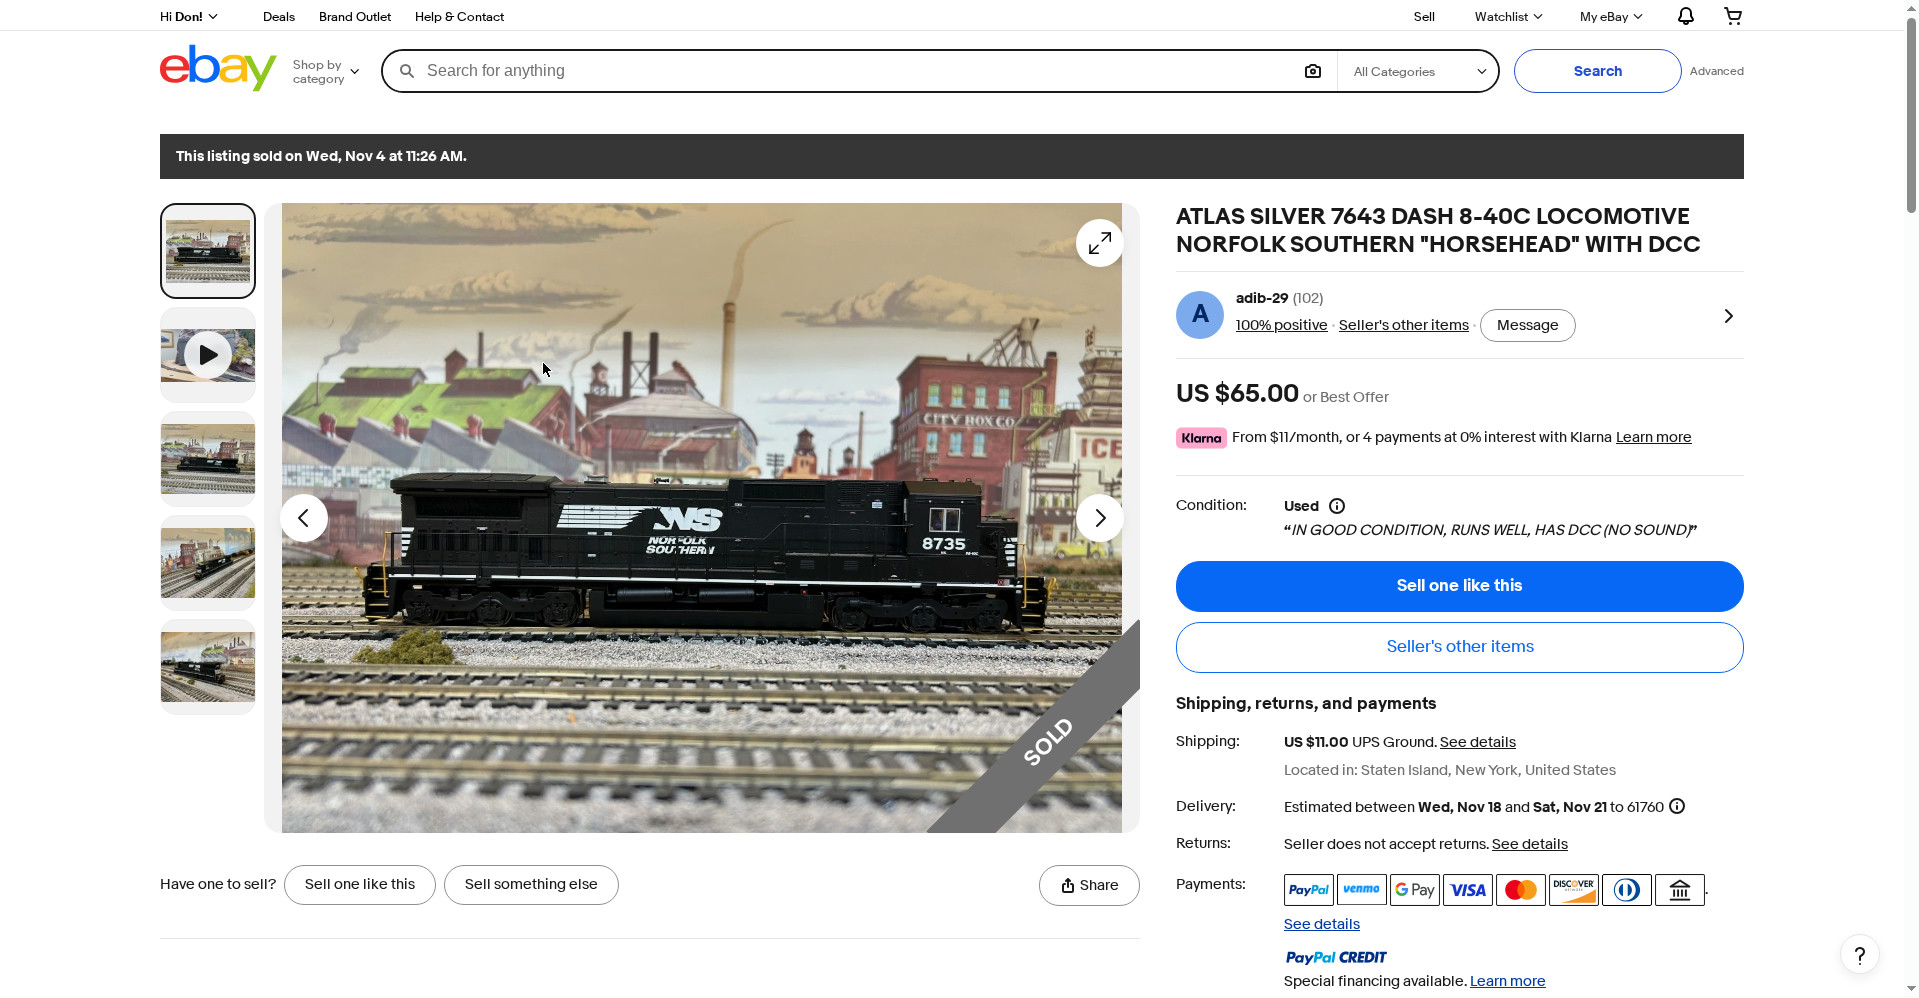 Hi Don!
Deals
Brand Outlet
Help & Contact
Sell
Watchlist
My eBay
ebay
Shop by
category
Search for anything
All Categories
Search
Advanced
This listing sold on Wed, Nov 4 at 11:26 AM.
CITY BOX CO
ICE
NS
NORFOLK
SOUTHERN
8735
SOLD
Have one to sell?
Sell one like this
Sell something else
Share
ATLAS SILVER 7643 DASH 8-40C LOCOMOTIVE
NORFOLK SOUTHERN "HORSEHEAD" WITH DCC
A
adib-29 (102)
100% positive · Seller's other items · Message
US $65.00 or Best Offer
Klarna From $11/month, or 4 payments at 0% interest with Klarna Learn more
Condition: Used
“IN GOOD CONDITION, RUNS WELL, HAS DCC (NO SOUND)”
Sell one like this
Seller's other items
Shipping, returns, and payments
Shipping: US $11.00 UPS Ground. See details
Located in: Staten Island, New York, United States
Delivery: Estimated between Wed, Nov 18 and Sat, Nov 21 to 61760
Returns: Seller does not accept returns. See details
Payments: PayPal venmo G Pay VISA DISCOVER .
See details
PayPal CREDIT
Special financing available. Learn more
?